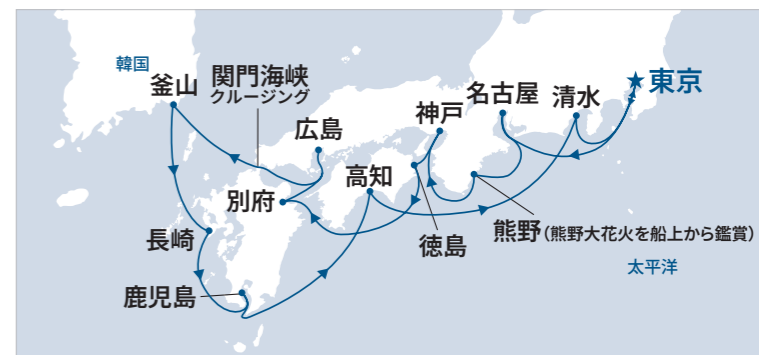 韓国
釜山
関門海峡
クルージング
広島
神戸
名古屋
清水
東京
別府
高知
長崎
徳島
熊野(熊野大花火を船上から鑑賞)
太平洋
鹿児島